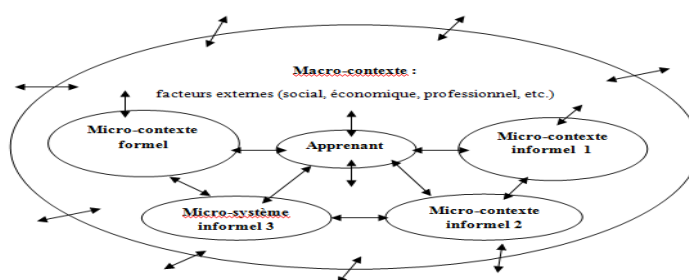 Macro-contexte :
facteurs externes (social, économique, professionnel, etc.)
Micro-contexte
formel
Apprenant
Micro-contexte
informel 1
Micro-système
informel 3
Micro-contexte
informel 2